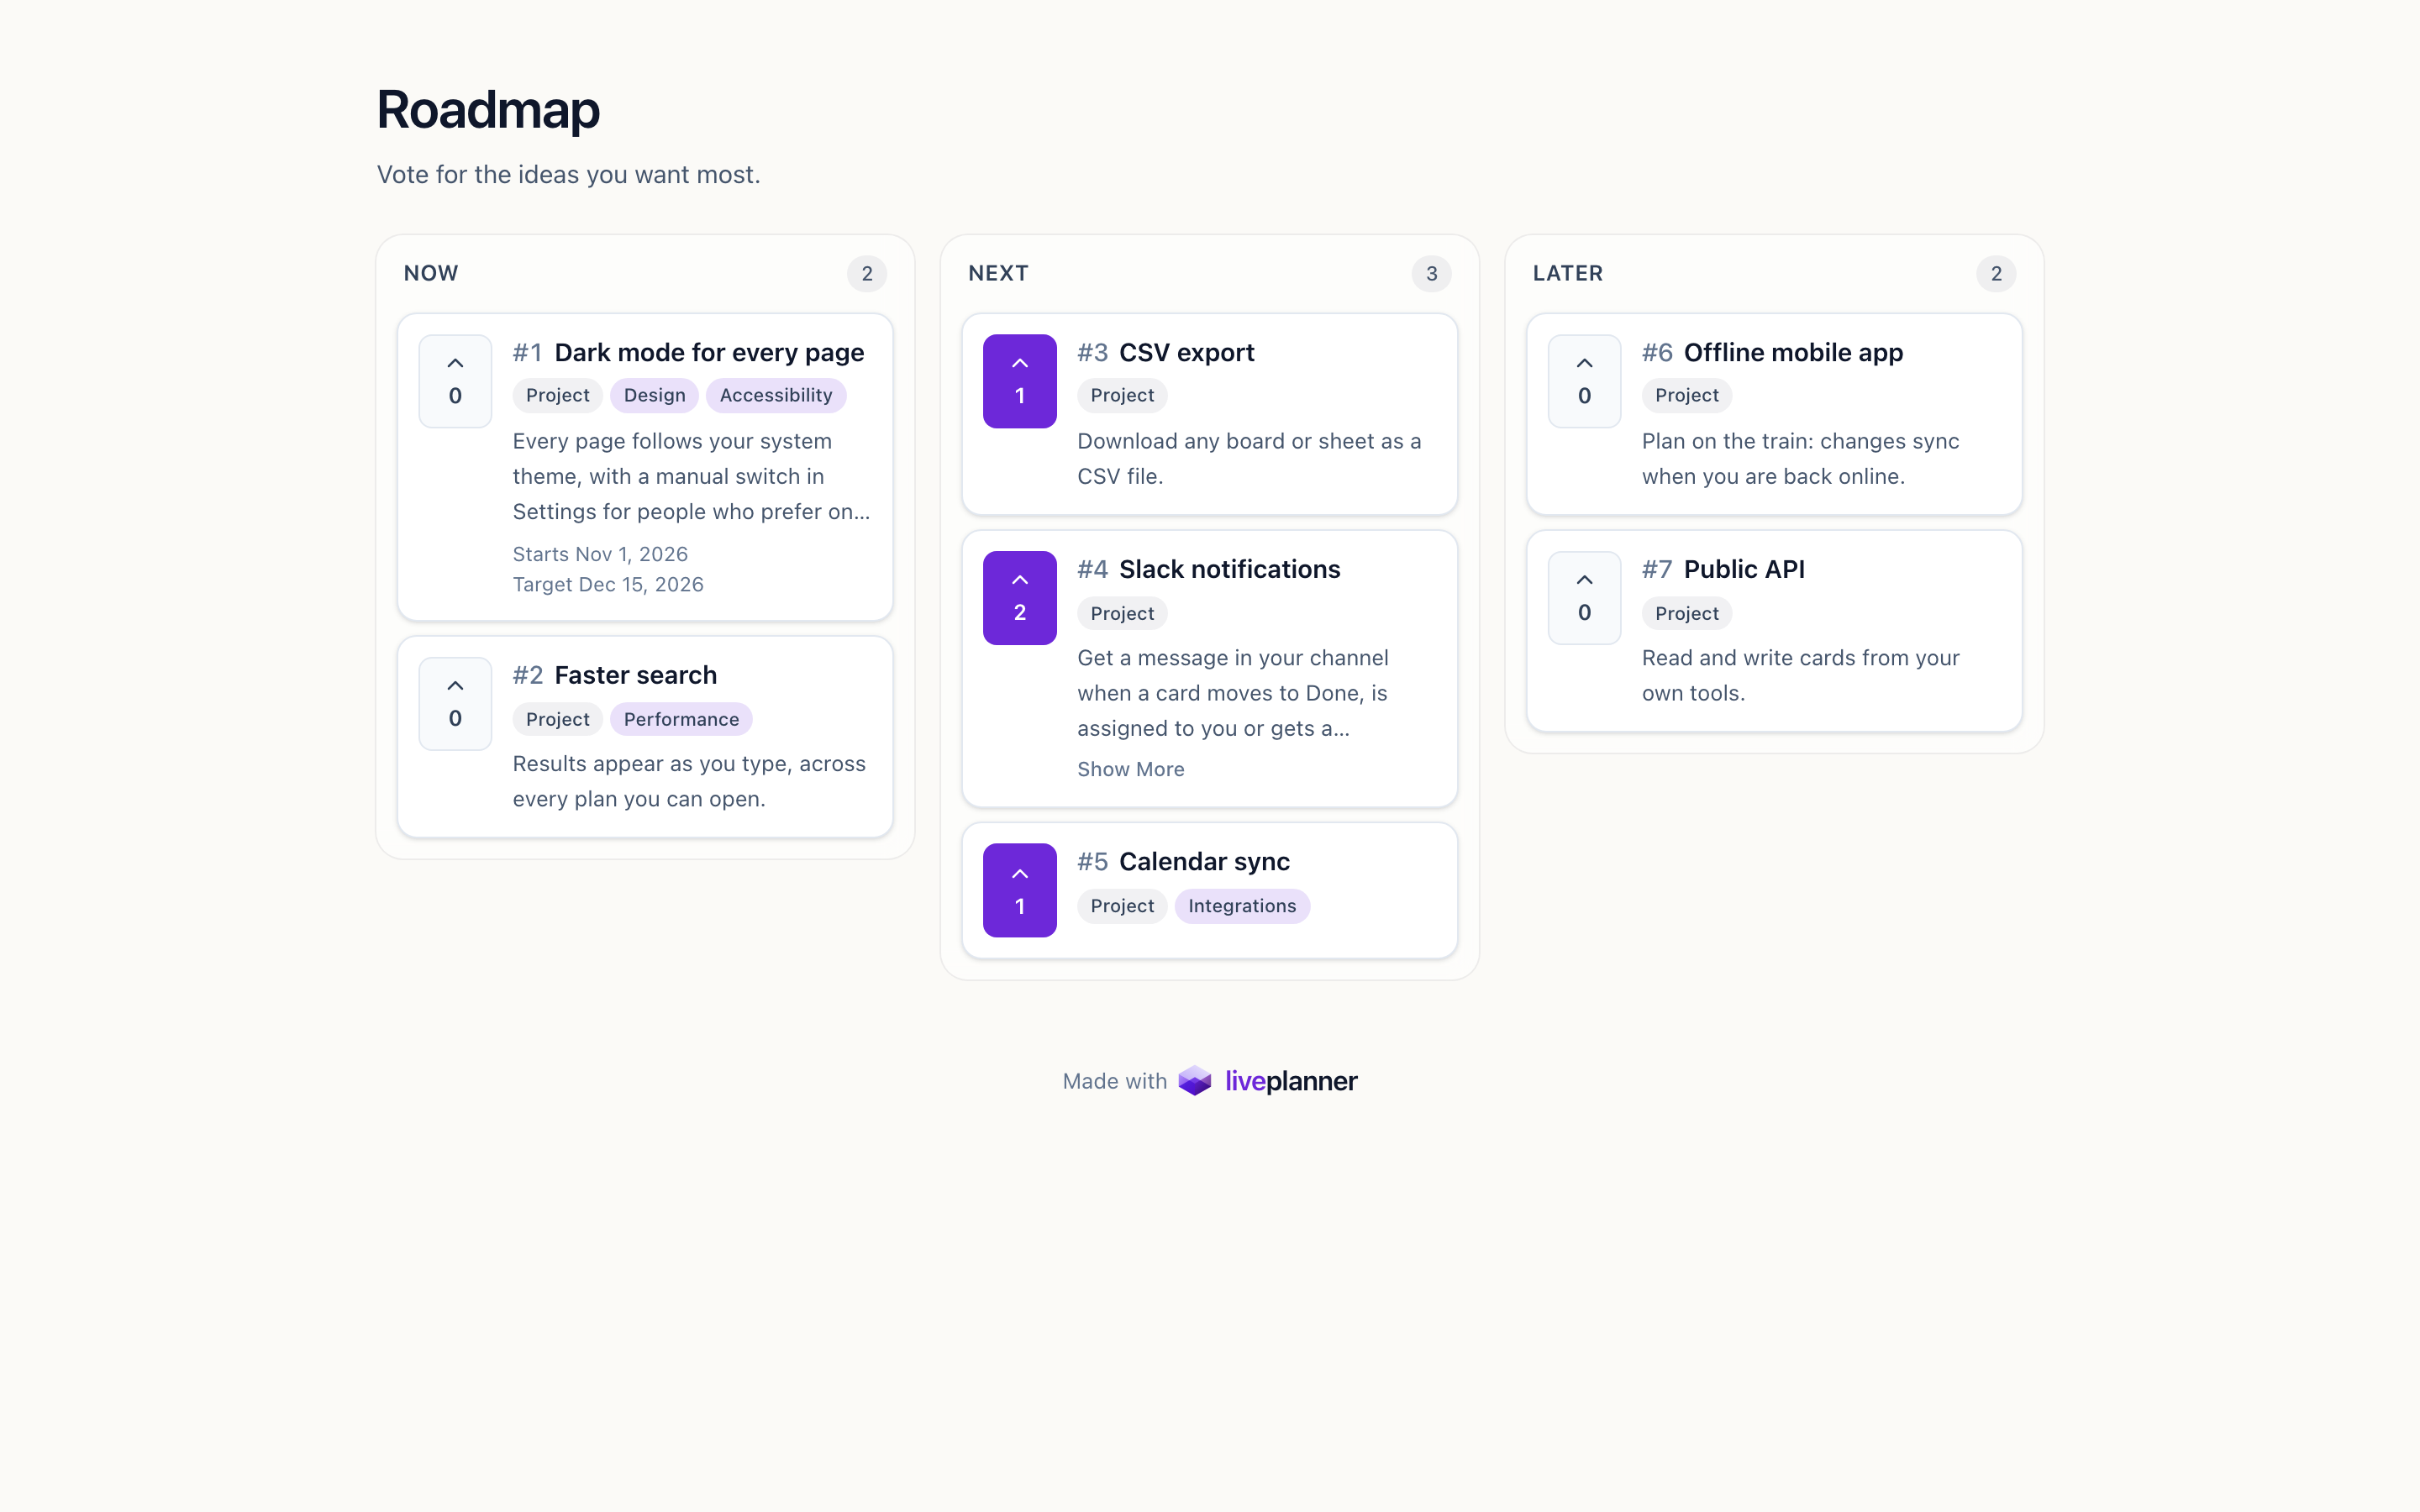 Roadmap
Vote for the ideas you want most.
NOW
2
0
#1 Dark mode for every page
Project
Design
Accessibility
Every page follows your system
theme, with a manual switch in
Settings for people who prefer on...
Starts Nov 1, 2026
Target Dec 15, 2026
0
#2 Faster search
Project
Performance
Results appear as you type, across
every plan you can open.
NEXT
3
1
#3 CSV export
Project
Download any board or sheet as a
CSV file.
2
#4 Slack notifications
Project
Get a message in your channel
when a card moves to Done, is
assigned to you or gets a...
Show More
1
#5 Calendar sync
Project
Integrations
LATER
2
0
#6 Offline mobile app
Project
Plan on the train: changes sync
when you are back online.
0
#7 Public API
Project
Read and write cards from your
own tools.
Made with liveplanner